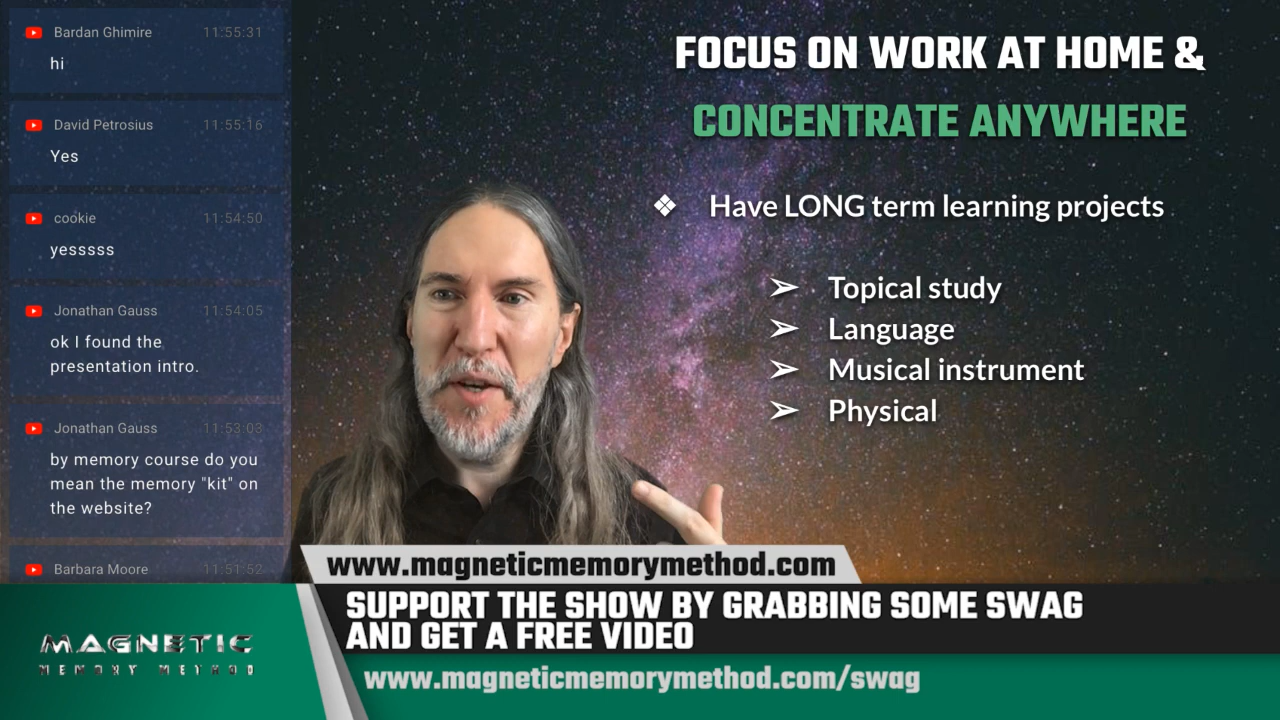 Bardan Ghimire 11:55:31
hi
David Petrosius 11:55:16
Yes
cookie 11:54:50
yesssss
Jonathan Gauss 11:54:05
ok I found the
presentation intro.
Jonathan Gauss 11:53:03
by memory course do you
mean the memory "kit" on
the website?
Barbara Moore 11:51:52
FOCUS ON WORK AT HOME &
CONCENTRATE ANYWHERE
❖ Have LONG term learning projects
➢ Topical study
➢ Language
➢ Musical instrument
➢ Physical
www.magneticmemorymethod.com
SUPPORT THE SHOW BY GRABBING SOME SWAG
AND GET A FREE VIDEO
www.magneticmemorymethod.com/swag
MAGNETIC
MEMORY METHOD